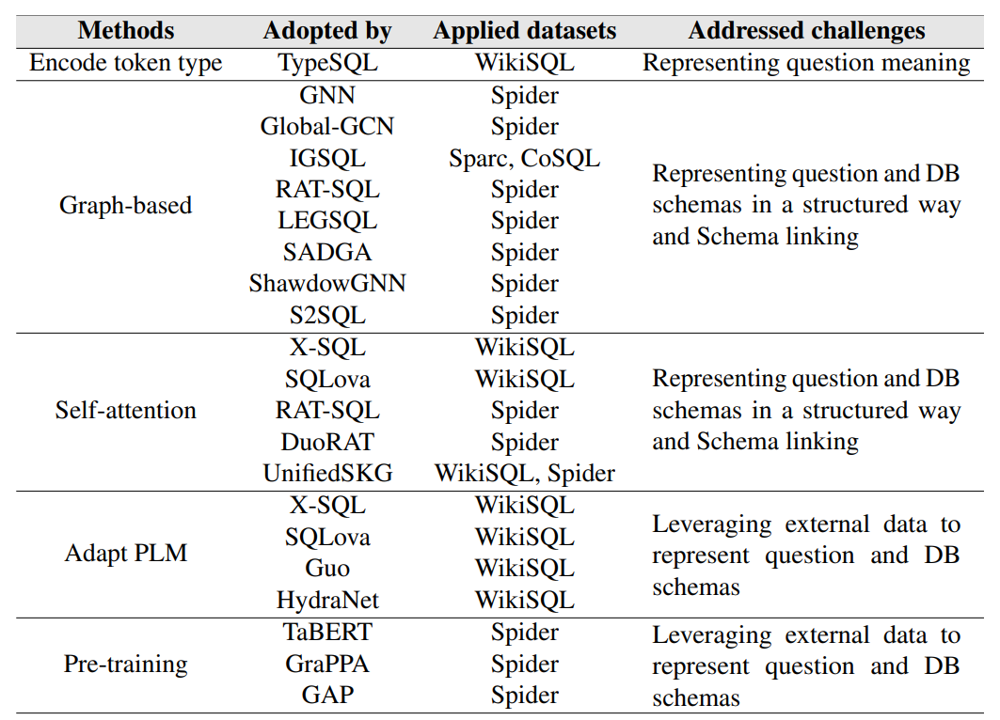 Methods Adopted by Applied datasets Addressed challenges
Encode token type TypeSQL WikiSQL Representing question meaning
Graph-based
GNN Spider
Global-GCN Spider
IGSQL Sparc, CoSQL
RAT-SQL Spider
LEGSQL Spider
SADGA Spider
ShawdowGNN Spider
S2SQL Spider
Representing question and DB
schemas in a structured way
and Schema linking
Self-attention
X-SQL WikiSQL
SQLova WikiSQL
RAT-SQL Spider
DuoRAT Spider
UnifiedSKG WikiSQL, Spider
Representing question and DB
schemas in a structured way
and Schema linking
Adapt PLM
X-SQL WikiSQL
SQLova WikiSQL
Guo WikiSQL
HydraNet WikiSQL
Leveraging external data to
represent question and DB
schemas
Pre-training
TaBERT Spider
GraPPA Spider
GAP Spider
Leveraging external data to
represent question and DB
schemas